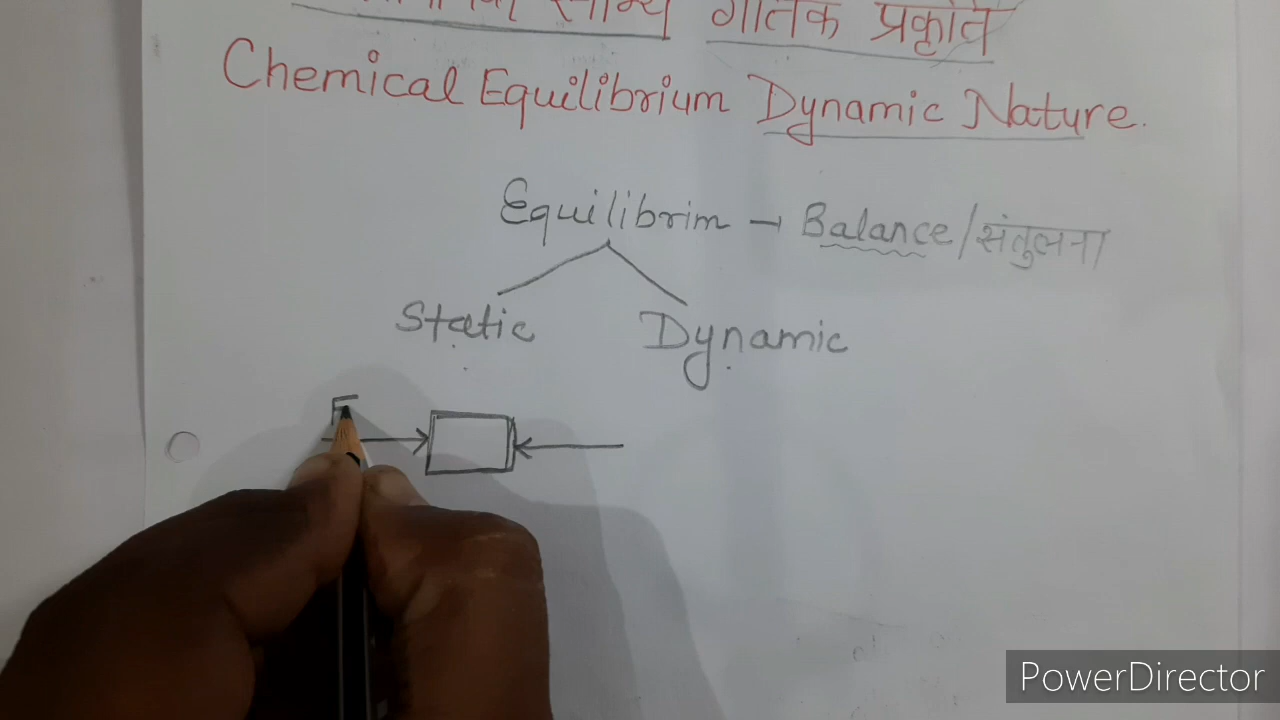 साम्य गतिक प्रकृति
Chemical Equilibrium Dynamic Nature.
Equilibrim → Balance/संतुलना
Static Dynamic
F
PowerDirector